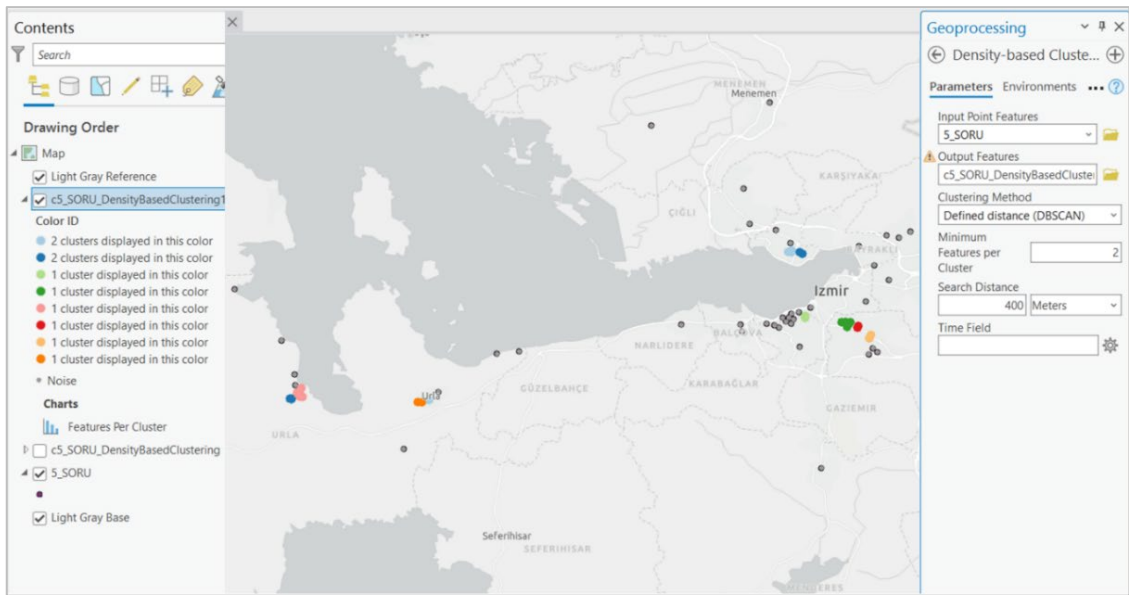 Contents
Search
Drawing Order
Map
Light Gray Reference
c5_SORU_DensityBasedClustering1
Color ID
2 clusters displayed in this color
2 clusters displayed in this color
1 cluster displayed in this color
1 cluster displayed in this color
1 cluster displayed in this color
1 cluster displayed in this color
1 cluster displayed in this color
1 cluster displayed in this color
Noise
Charts
Features Per Cluster
c5_SORU_DensityBasedClustering
5_SORU
Light Gray Base
MENEMEN
Menemen
KARŞIYAKA
ÇIĞLI
BAYRAKLI
Izmir
BALÇOVA
NARLIDERE
KARABAĞLAR
GÜZELBAHÇE
Urla
URLA
GAZIEMIR
Seferihisar
SEFERIHISAR
MENDERES
Geoprocessing
Density-based Cluste...
Parameters Environments
Input Point Features
5_SORU
Output Features
c5_SORU_DensityBasedCluste
Clustering Method
Defined distance (DBSCAN)
Minimum
Features per
Cluster
2
Search Distance
400 Meters
Time Field